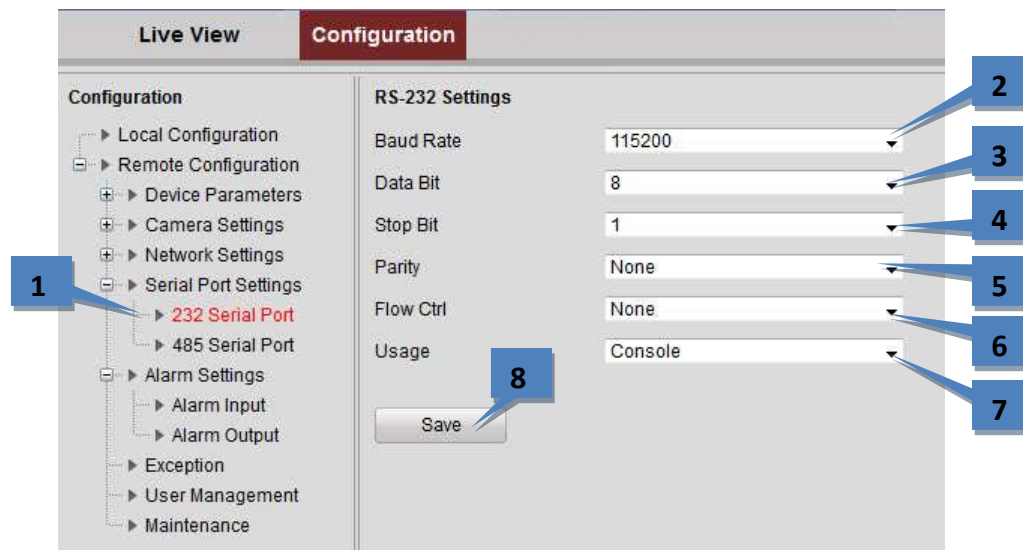 Live View
Configuration
Configuration
Local Configuration
Remote Configuration
Device Parameters
Camera Settings
Network Settings
Serial Port Settings
232 Serial Port
485 Serial Port
Alarm Settings
Alarm Input
Alarm Output
Exception
User Management
Maintenance
1
RS-232 Settings
Baud Rate 115200
2
Data Bit 8
3
Stop Bit 1
4
Parity None
5
Flow Ctrl None
6
Usage Console
7
8
Save